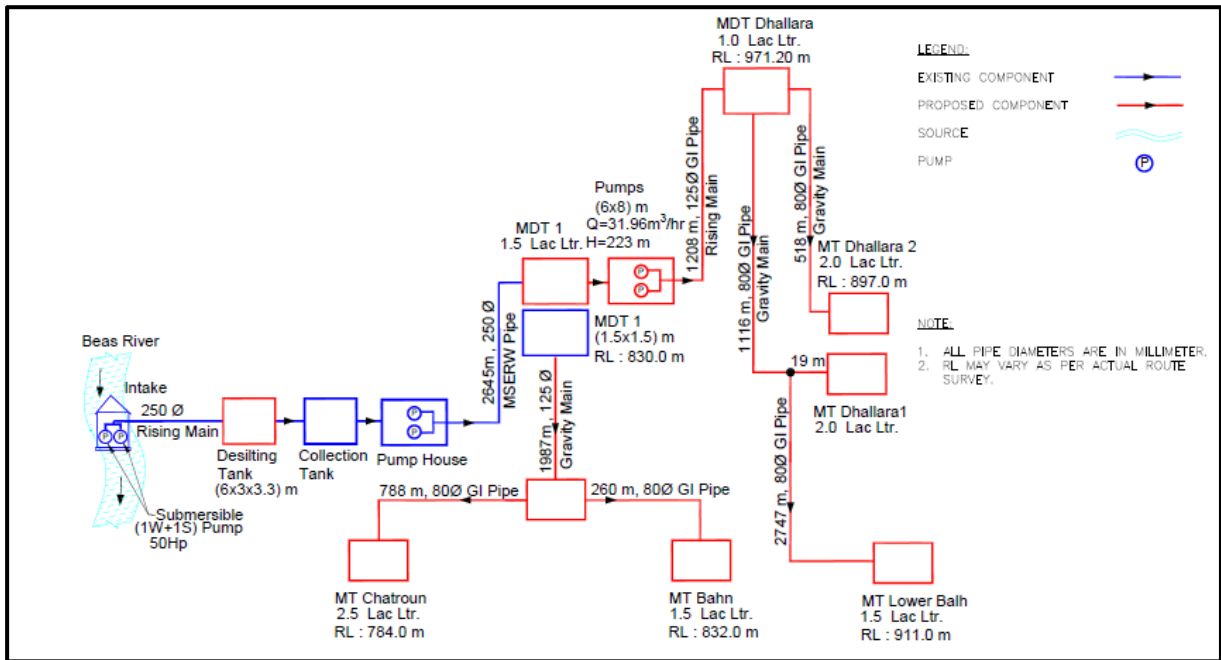 MDT Dhallara
1.0 Lac Ltr.
RL : 971.20 m
LEGEND:
EXISTING COMPONENT
PROPOSED COMPONENT
SOURCE
PUMP
P
1208 m, 125Ø GI Pipe
Rising Main
1116 m, 80Ø GI Pipe
Gravity Main
518 m, 80Ø GI Pipe
Gravity Main
Pumps
(6x8) m
Q=31.96m³/hr
H=223 m
P
P
MDT 1
1.5 Lac Ltr.
MT Dhallara 2
2.0 Lac Ltr.
RL : 897.0 m
MDT 1
(1.5x1.5) m
RL : 830.0 m
NOTE:
1. ALL PIPE DIAMETERS ARE IN MILLIMETER.
2. RL MAY VARY AS PER ACTUAL ROUTE
SURVEY.
19 m
MT Dhallara1
2.0 Lac Ltr.
2645m , 250 Ø
MSERW Pipe
Beas River
Intake
250 Ø
Rising Main
P
P
Desilting
Tank
(6x3x3.3) m
Collection
Tank
P
P
Pump House
Submersible
(1W+1S) Pump
50Hp
1987m , 125 Ø
Gravity Main
788 m, 80Ø GI Pipe
260 m, 80Ø GI Pipe
2747 m, 80Ø GI Pipe
MT Chatroun
2.5 Lac Ltr.
RL : 784.0 m
MT Bahn
1.5 Lac Ltr.
RL : 832.0 m
MT Lower Balh
1.5 Lac Ltr.
RL : 911.0 m